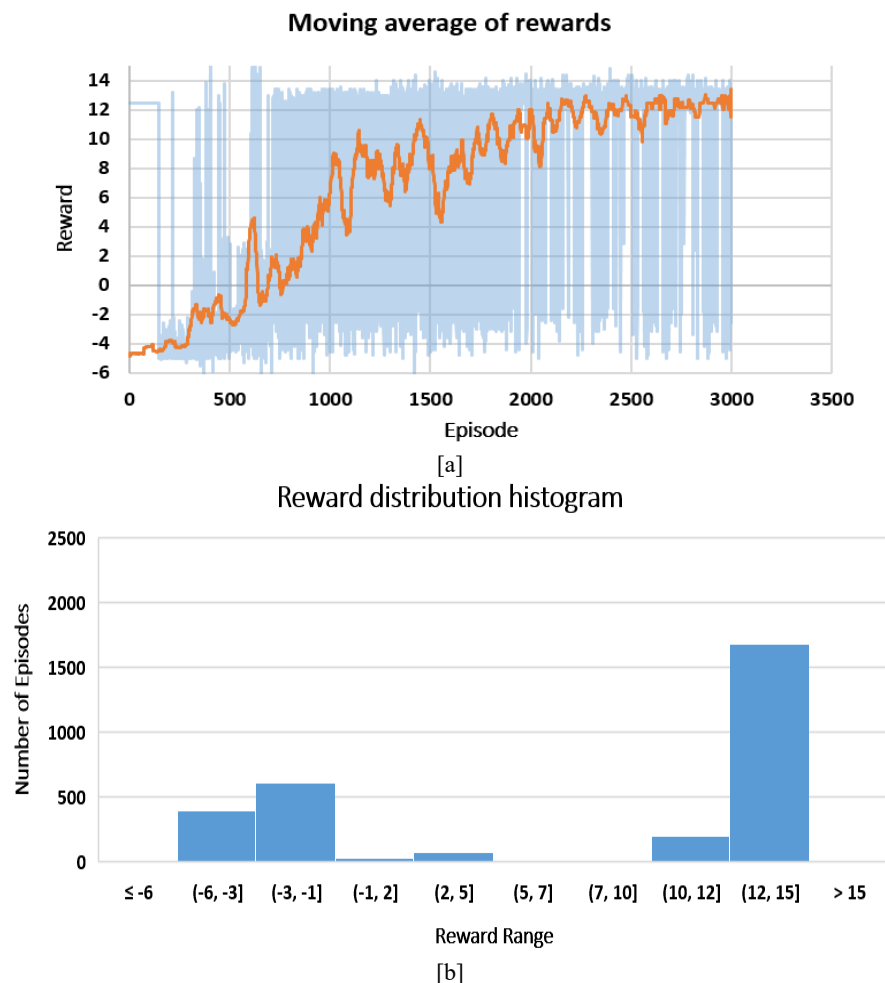 Moving average of rewards
14
12
10
8
6
4
2
0
-2
-4
-6
Reward
0 500 1000 1500 2000 2500 3000 3500
Episode
[a]
Reward distribution histogram
2500
2000
1500
1000
500
0
Number of Episodes
≤ -6 (-6, -3] (-3, -1] (-1, 2] (2, 5] (5, 7] (7, 10] (10, 12] (12, 15] > 15
Reward Range
[b]